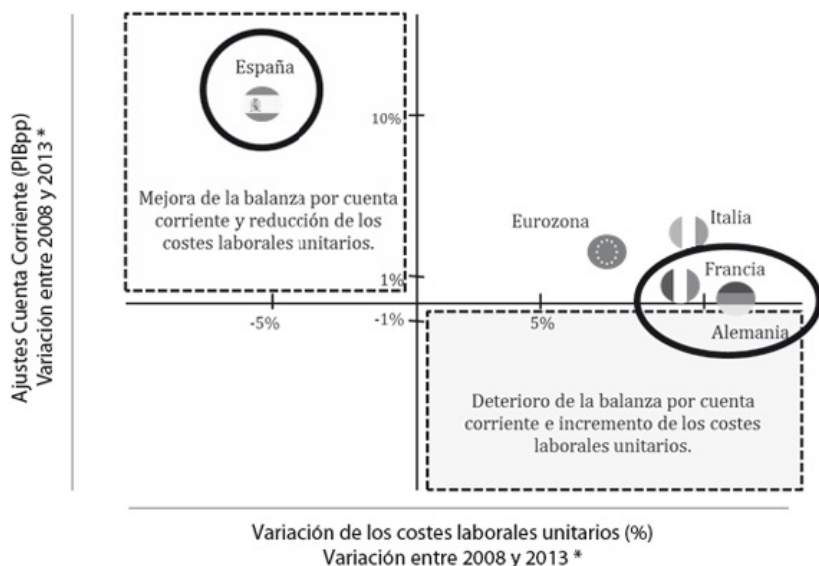 Ajustes Cuenta Corriente (PIBpp)
Variación entre 2008 y 2013 *
España
10%
Mejora de la balanza por cuenta
corriente y reducción de los
costes laborales unitarios.
Eurozona
Italia
Francia
1%
-5%
-1%
5%
Alemania
Deterioro de la balanza por cuenta
corriente e incremento de los costes
laborales unitarios.
Variación de los costes laborales unitarios (%)
Variación entre 2008 y 2013 *